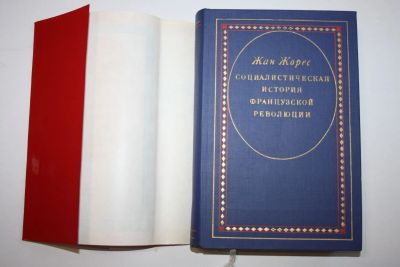 Жан Жорес
СОЦИАЛИСТИЧЕСКАЯ
ИСТОРИЯ
ФРАНЦУЗСКОЙ
РЕВОЛЮЦИИ